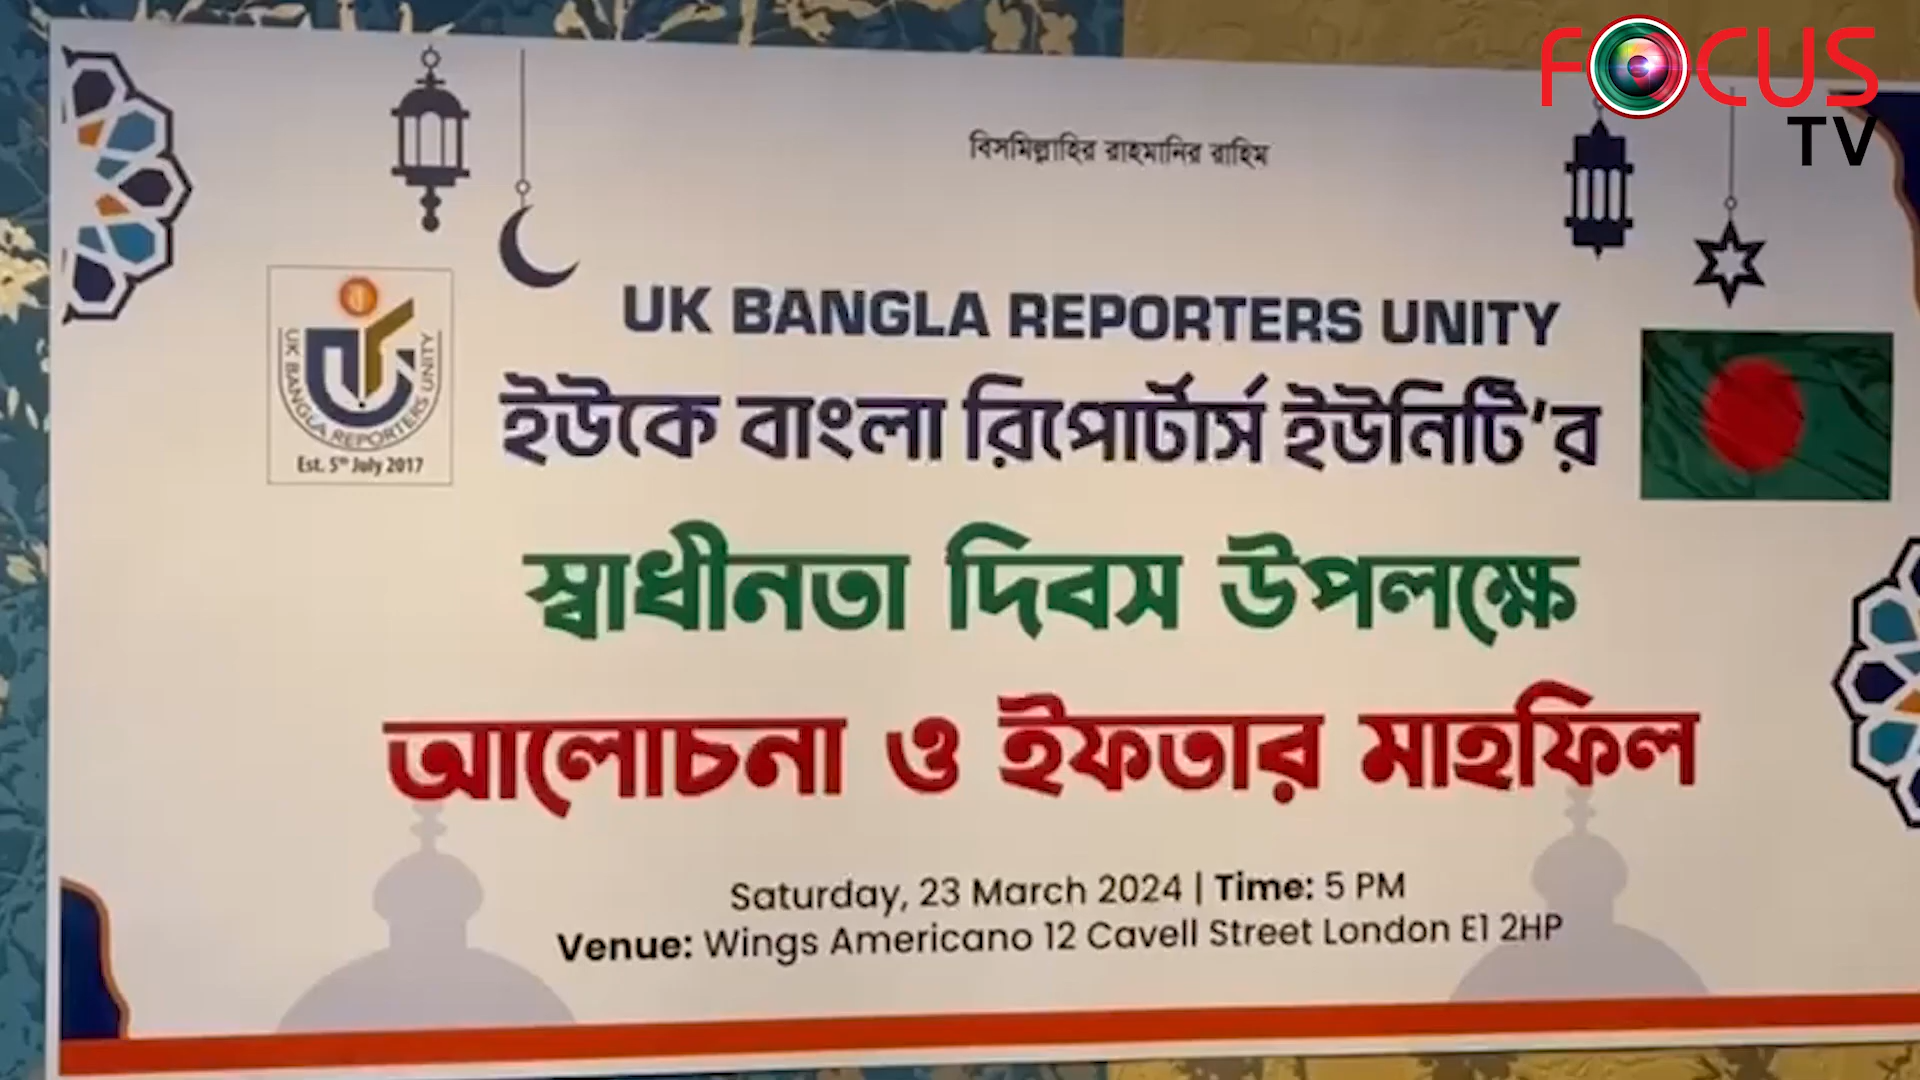 FOCUS
TV
বিসমিল্লাহির রাহমানির রাহিম
UK BANGLA REPORTERS UNITY
UK BANGLA REPORTERS UNITY
Est. 5th July 2017
ইউকে বাংলা রিপোর্টার্স ইউনিটি'র
স্বাধীনতা দিবস উপলক্ষে
আলোচনা ও ইফতার মাহফিল
Saturday, 23 March 2024 | Time: 5 PM
Venue: Wings Americano 12 Cavell Street London E1 2HP